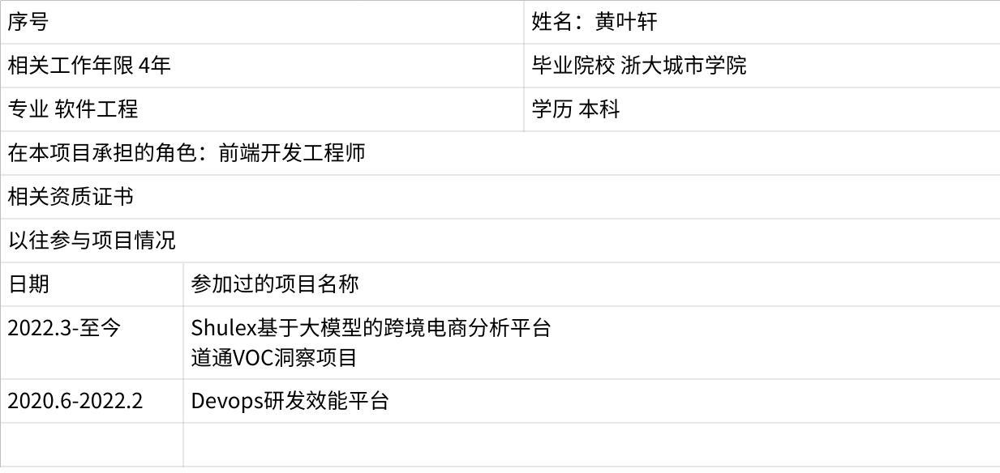 序号
姓名：黄叶轩
相关工作年限 4年
毕业院校 浙大城市学院
专业 软件工程
学历 本科
在本项目承担的角色：前端开发工程师
相关资质证书
以往参与项目情况
日期
参加过的项目名称
2022.3-至今
Shulex基于大模型的跨境电商分析平台
道通VOC洞察项目
2020.6-2022.2
Devops研发效能平台